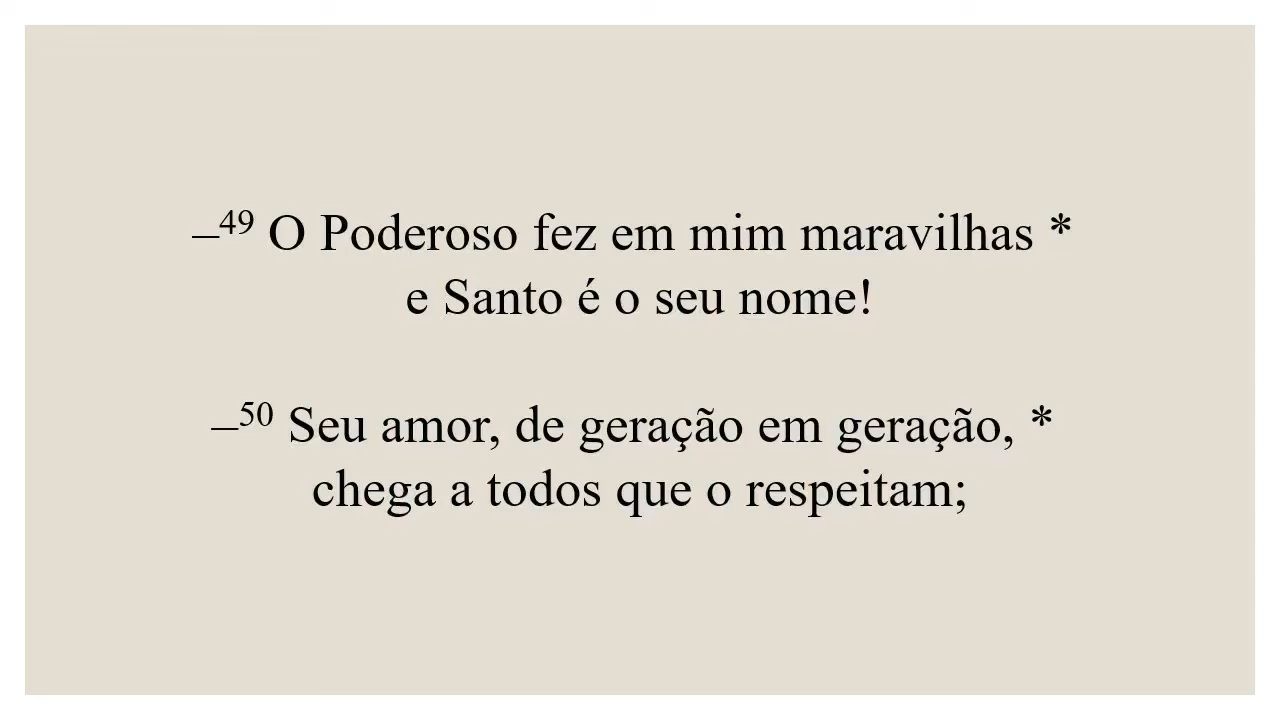 –49 O Poderoso fez em mim maravilhas *
e Santo é o seu nome!
–50 Seu amor, de geração em geração, *
chega a todos que o respeitam;